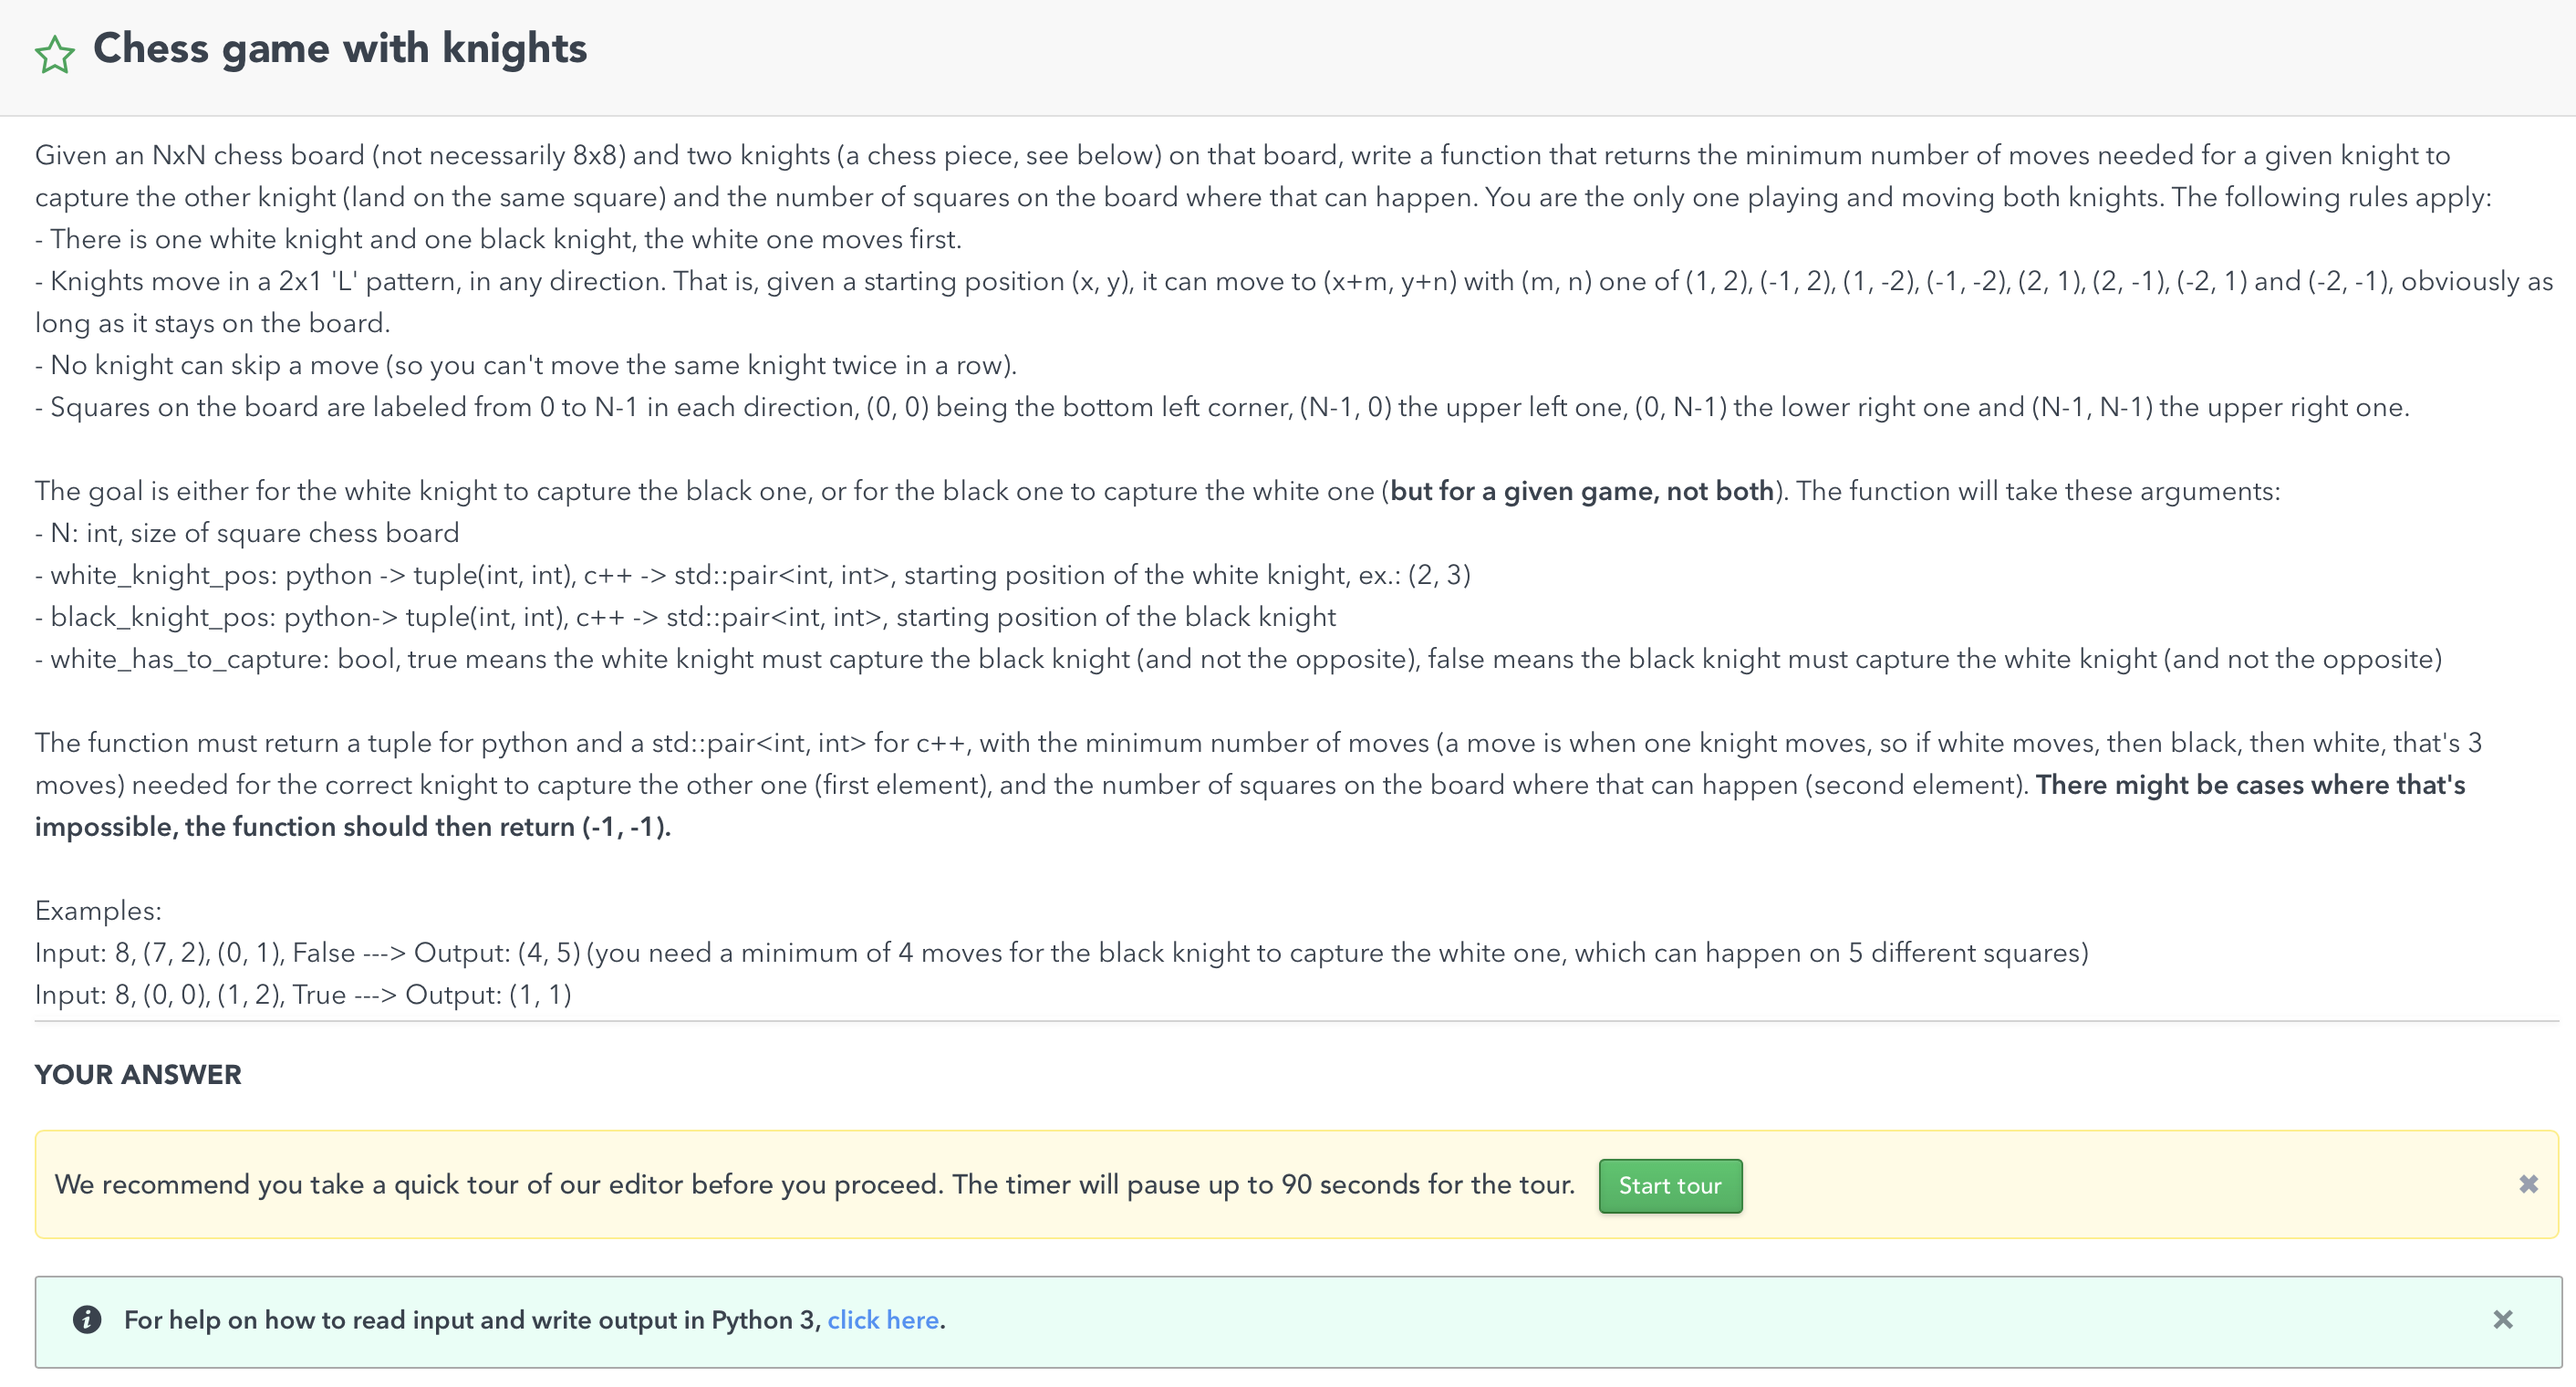 Chess game with knights
Given an NxN chess board (not necessarily 8x8) and two knights (a chess piece, see below) on that board, write a function that returns the minimum number of moves needed for a given knight to
capture the other knight (land on the same square) and the number of squares on the board where that can happen. You are the only one playing and moving both knights. The following rules apply:
- There is one white knight and one black knight, the white one moves first.
- Knights move in a 2x1 'L' pattern, in any direction. That is, given a starting position (x, y), it can move to (x+m, y+n) with (m, n) one of (1, 2), (-1, 2), (1, -2), (-1, -2), (2, 1), (2, -1), (-2, 1) and (-2, -1), obviously as
long as it stays on the board.
- No knight can skip a move (so you can't move the same knight twice in a row).
- Squares on the board are labeled from 0 to N-1 in each direction, (0, 0) being the bottom left corner, (N-1, 0) the upper left one, (0, N-1) the lower right one and (N-1, N-1) the upper right one.
The goal is either for the white knight to capture the black one, or for the black one to capture the white one (but for a given game, not both). The function will take these arguments:
- N: int, size of square chess board
- white_knight_pos: python -> tuple(int, int), c++ -> std::pair<int, int>, starting position of the white knight, ex.: (2, 3)
- black_knight_pos: python-> tuple(int, int), c++ -> std::pair<int, int>, starting position of the black knight
- white_has_to_capture: bool, true means the white knight must capture the black knight (and not the opposite), false means the black knight must capture the white knight (and not the opposite)
The function must return a tuple for python and a std::pair<int, int> for c++, with the minimum number of moves (a move is when one knight moves, so if white moves, then black, then white, that's 3
moves) needed for the correct knight to capture the other one (first element), and the number of squares on the board where that can happen (second element). There might be cases where that's
impossible, the function should then return (-1, -1).
Examples:
Input: 8, (7, 2), (0, 1), False ---> Output: (4, 5) (you need a minimum of 4 moves for the black knight to capture the white one, which can happen on 5 different squares)
Input: 8, (0, 0), (1, 2), True ---> Output: (1, 1)
YOUR ANSWER
We recommend you take a quick tour of our editor before you proceed. The timer will pause up to 90 seconds for the tour. Start tour
For help on how to read input and write output in Python 3, click here.